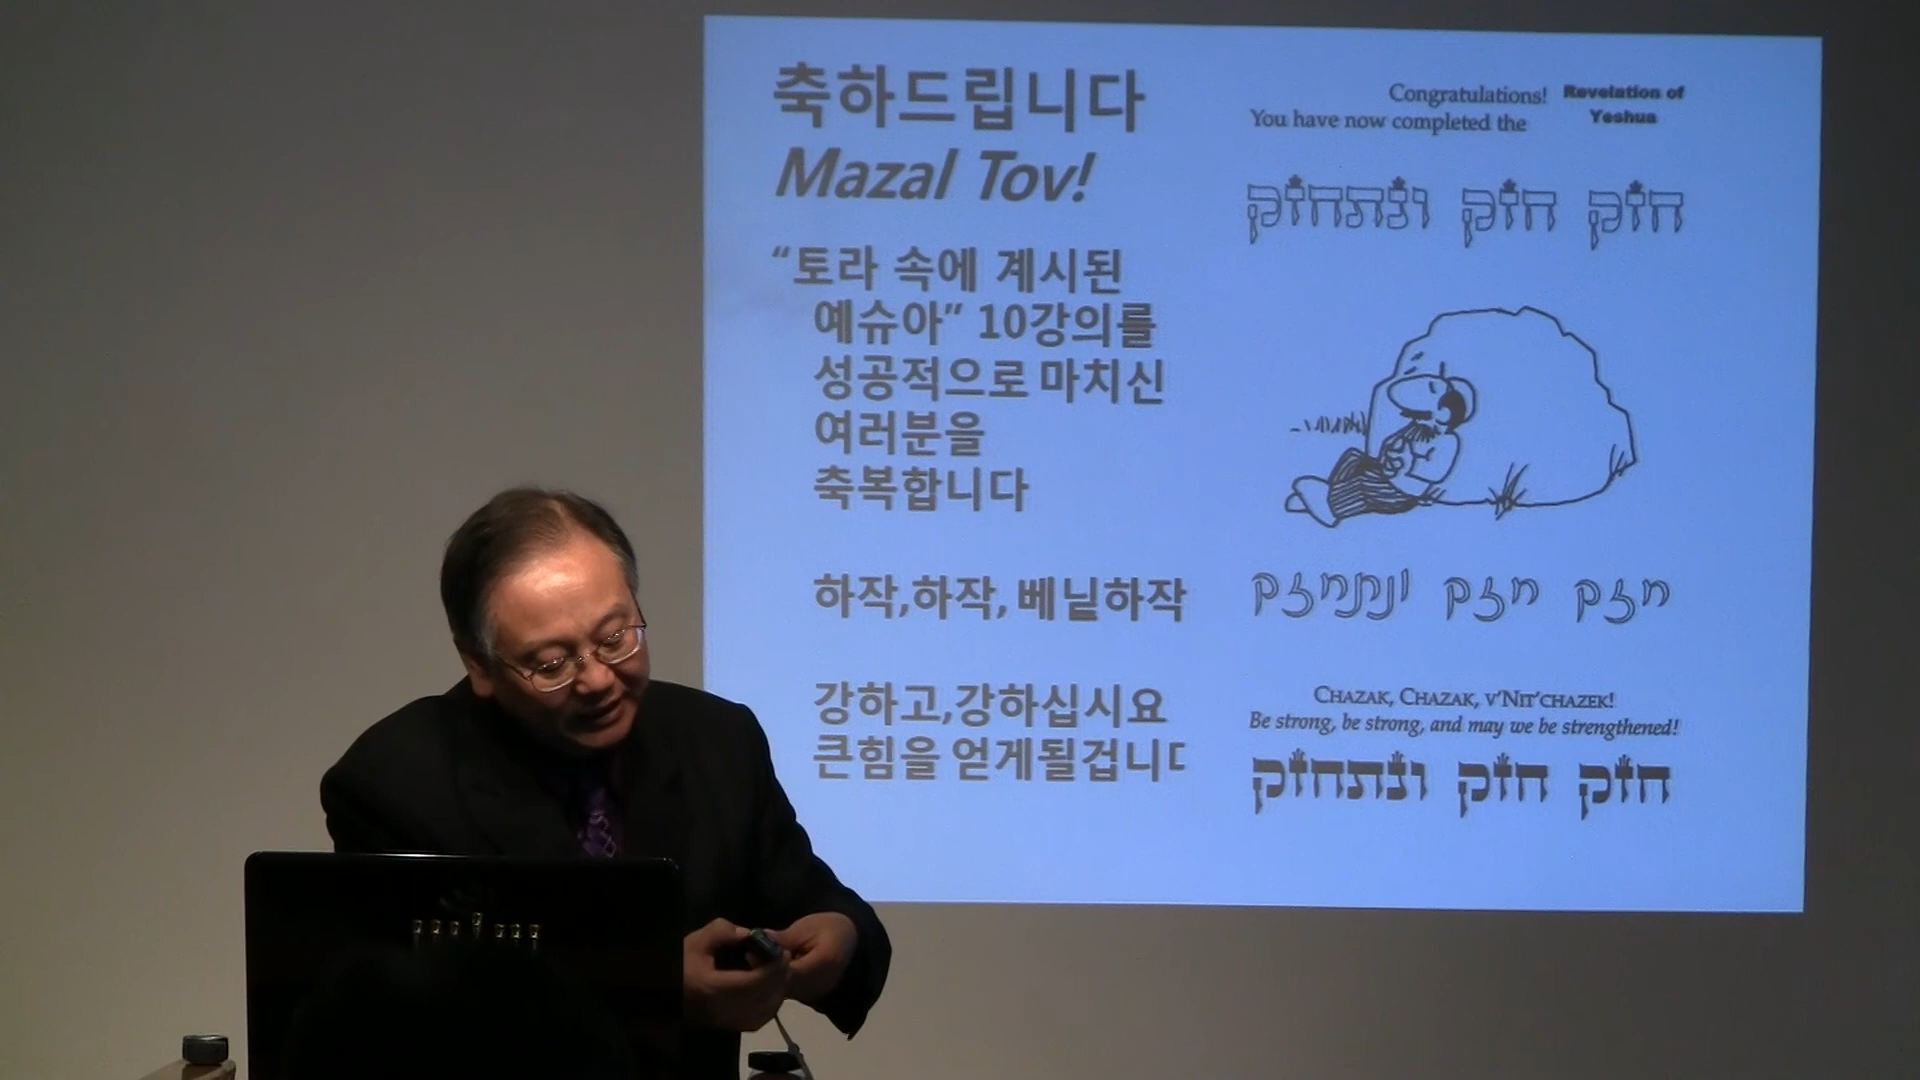 축하드립니다
Mazal Tov!
“토라 속에 계시된
예슈아” 10강의를
성공적으로 마치신
여러분을
축복합니다
하작,하작, 베닡하작
강하고,강하십시요
큰힘을 얻게될겁니
Congratulations! Revelation of
You have now completed the Yeshua
חזק חזק ונתחזק
חזק חזק ונתחזק
CHAZAK, CHAZAK, V’NIT’CHAZEK!
Be strong, be strong, and may we be strengthened!
חזק חזק ונתחזק